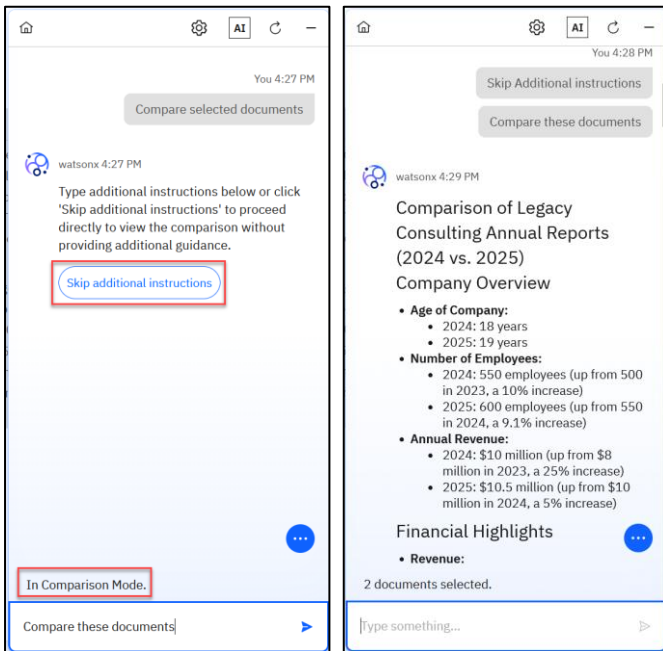 AI
You 4:27 PM
Compare selected documents
watsonx 4:27 PM
Type additional instructions below or click
'Skip additional instructions' to proceed
directly to view the comparison without
providing additional guidance.
Skip additional instructions
In Comparison Mode.
Compare these documents
AI
You 4:28 PM
Skip Additional instructions
Compare these documents
watsonx 4:29 PM
Comparison of Legacy
Consulting Annual Reports
(2024 vs. 2025)
Company Overview
• Age of Company:
• 2024: 18 years
• 2025: 19 years
• Number of Employees:
• 2024: 550 employees (up from 500
in 2023, a 10% increase)
• 2025: 600 employees (up from 550
in 2024, a 9.1% increase)
• Annual Revenue:
• 2024: $10 million (up from $8
million in 2023, a 25% increase)
• 2025: $10.5 million (up from $10
million in 2024, a 5% increase)
Financial Highlights
• Revenue:
2 documents selected.
Type something...